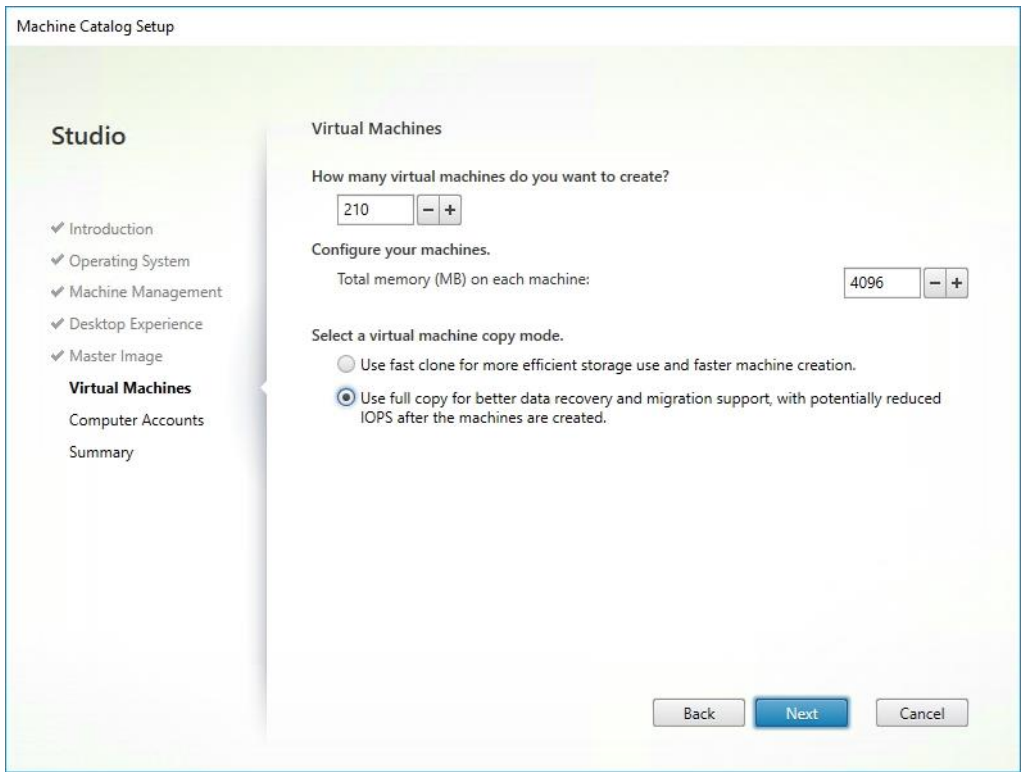 Machine Catalog Setup
Studio
Introduction
Operating System
Machine Management
Desktop Experience
Master Image
Virtual Machines
Computer Accounts
Summary
Virtual Machines
How many virtual machines do you want to create?
210
- +
Configure your machines.
Total memory (MB) on each machine:
4096
- +
Select a virtual machine copy mode.
Use fast clone for more efficient storage use and faster machine creation.
Use full copy for better data recovery and migration support, with potentially reduced
IOPS after the machines are created.
Back
Next
Cancel